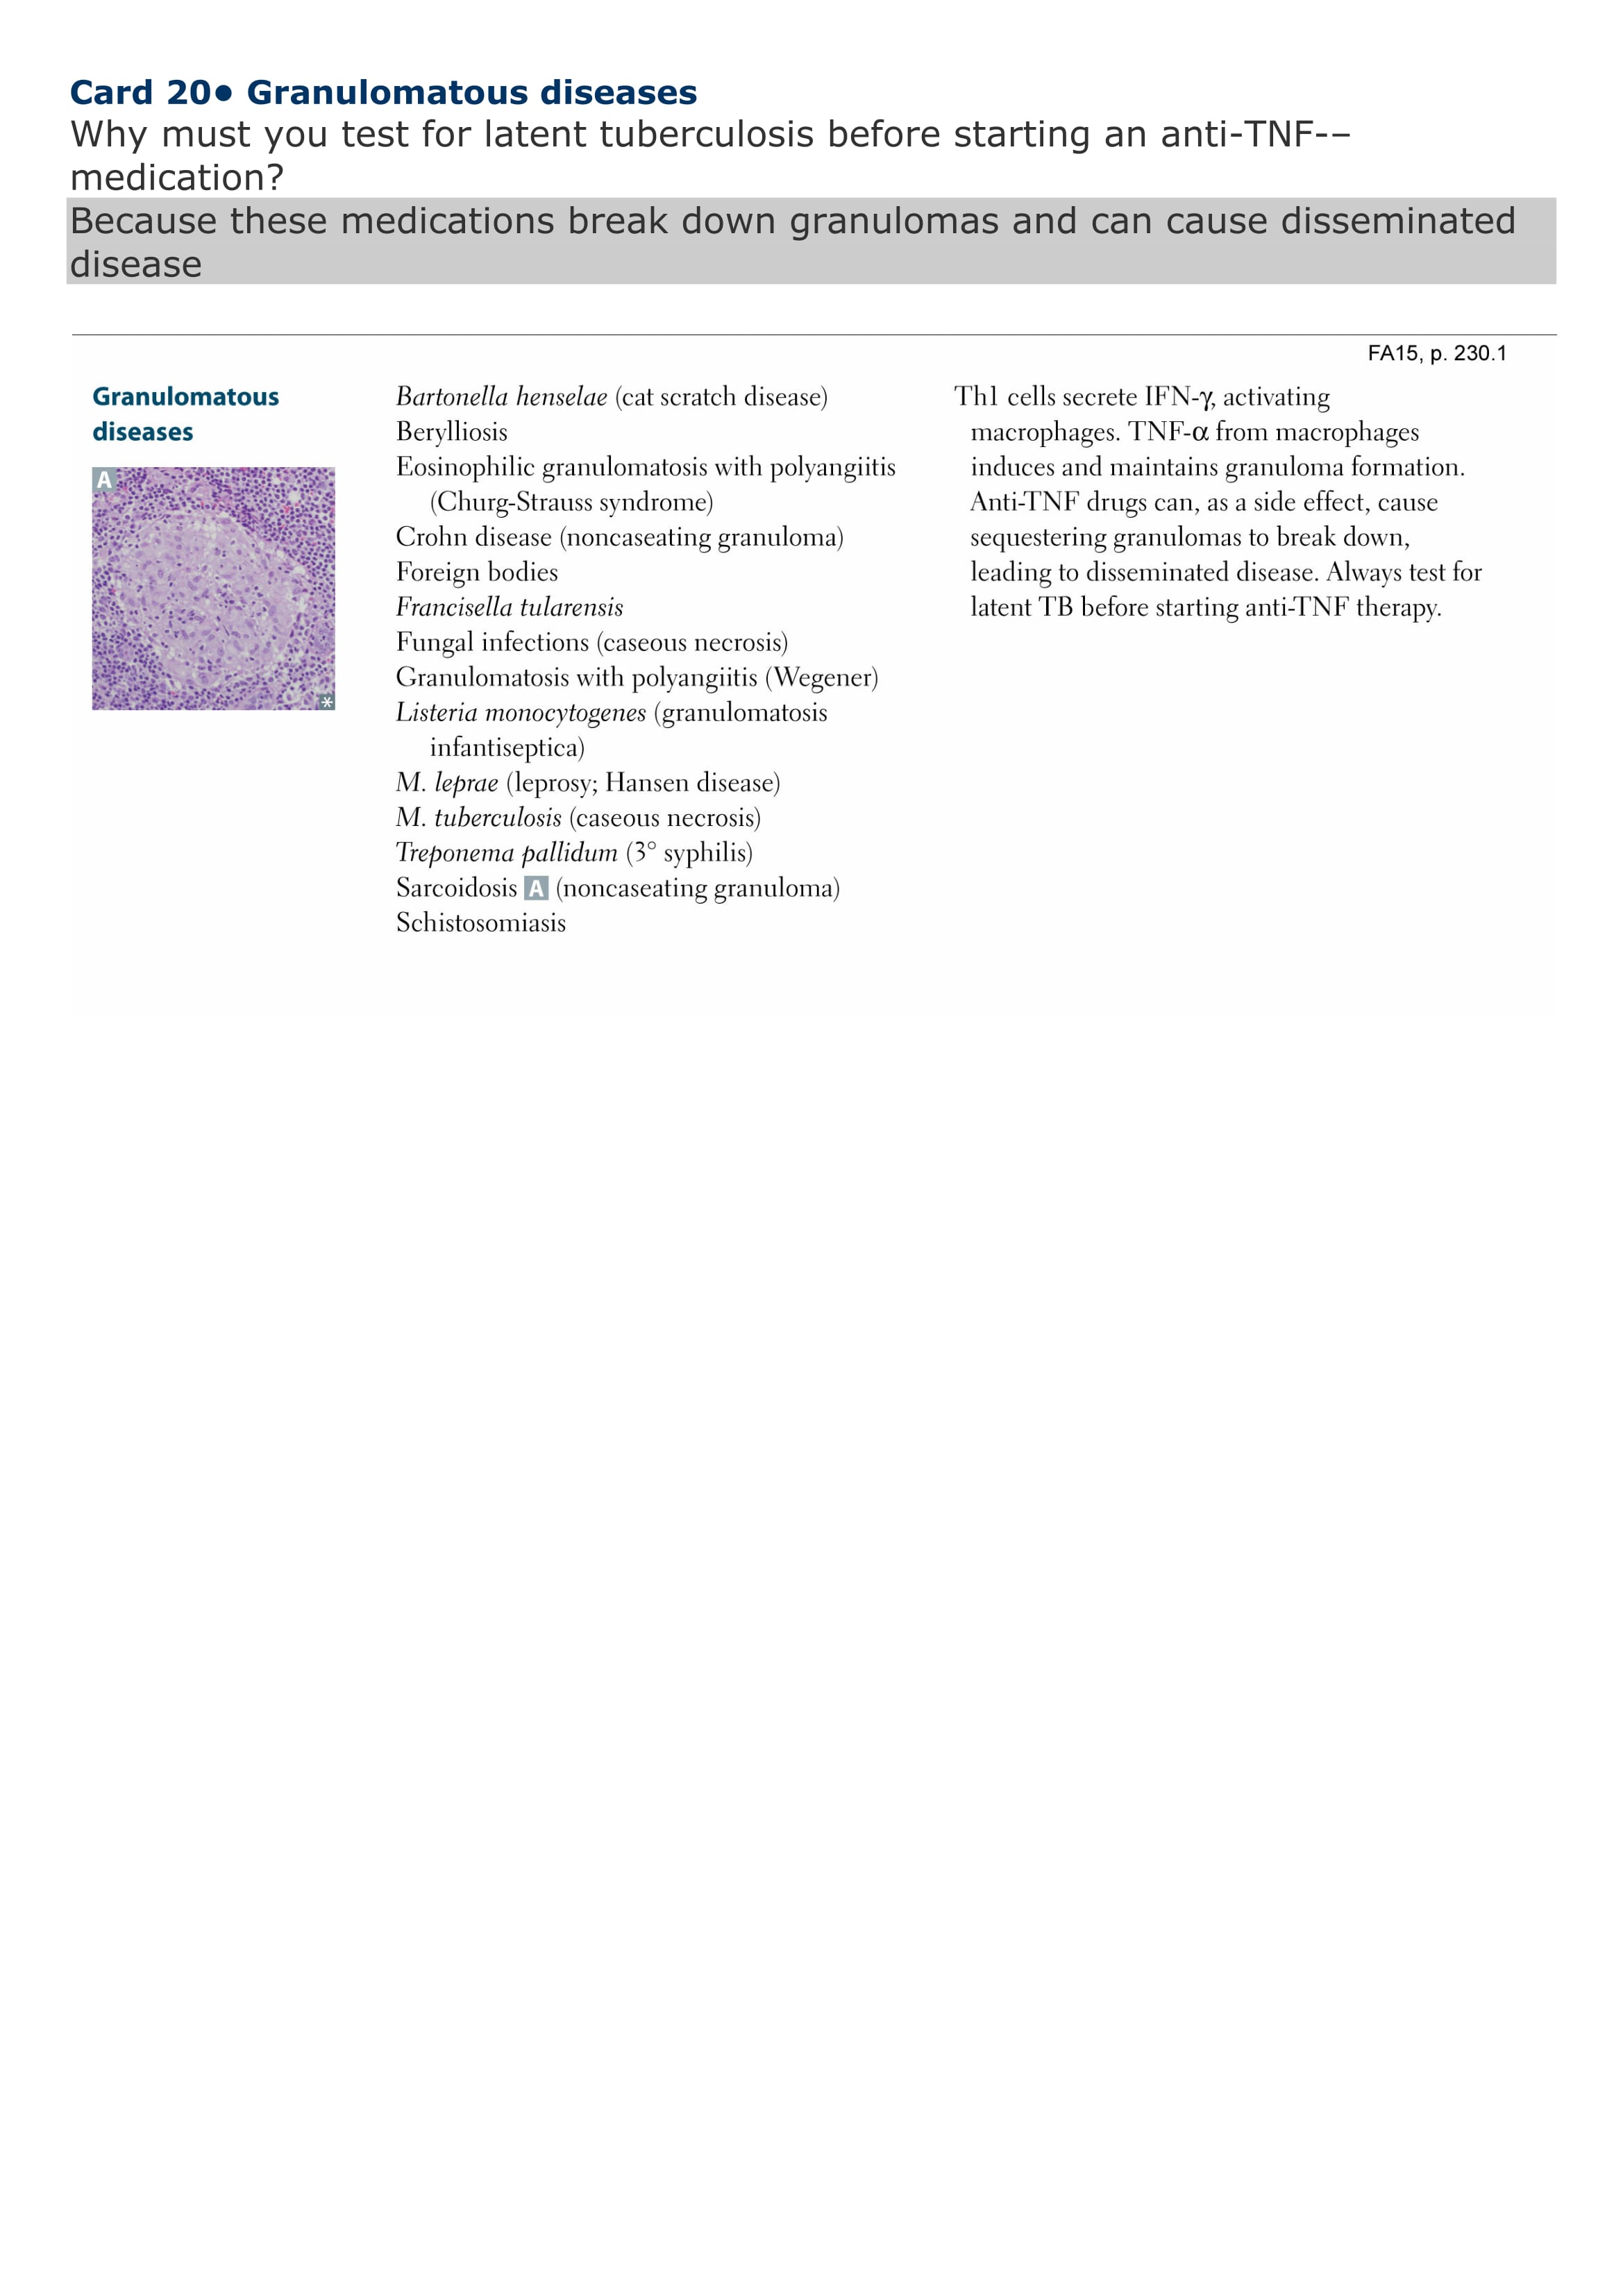 Card 20● Granulomatous diseases
Why must you test for latent tuberculosis before starting an anti-TNF-–
medication?
Because these medications break down granulomas and can cause disseminated
disease
FA15, p. 230.1
Granulomatous
diseases
A
*
Bartonella henselae (cat scratch disease)
Berylliosis
Eosinophilic granulomatosis with polyangiitis
(Churg-Strauss syndrome)
Crohn disease (noncaseating granuloma)
Foreign bodies
Francisella tularensis
Fungal infections (caseous necrosis)
Granulomatosis with polyangiitis (Wegener)
Listeria monocytogenes (granulomatosis
infantiseptica)
M. leprae (leprosy; Hansen disease)
M. tuberculosis (caseous necrosis)
Treponema pallidum (3° syphilis)
Sarcoidosis A (noncaseating granuloma)
Schistosomiasis
Th1 cells secrete IFN-γ, activating
macrophages. TNF-α from macrophages
induces and maintains granuloma formation.
Anti-TNF drugs can, as a side effect, cause
sequestering granulomas to break down,
leading to disseminated disease. Always test for
latent TB before starting anti-TNF therapy.